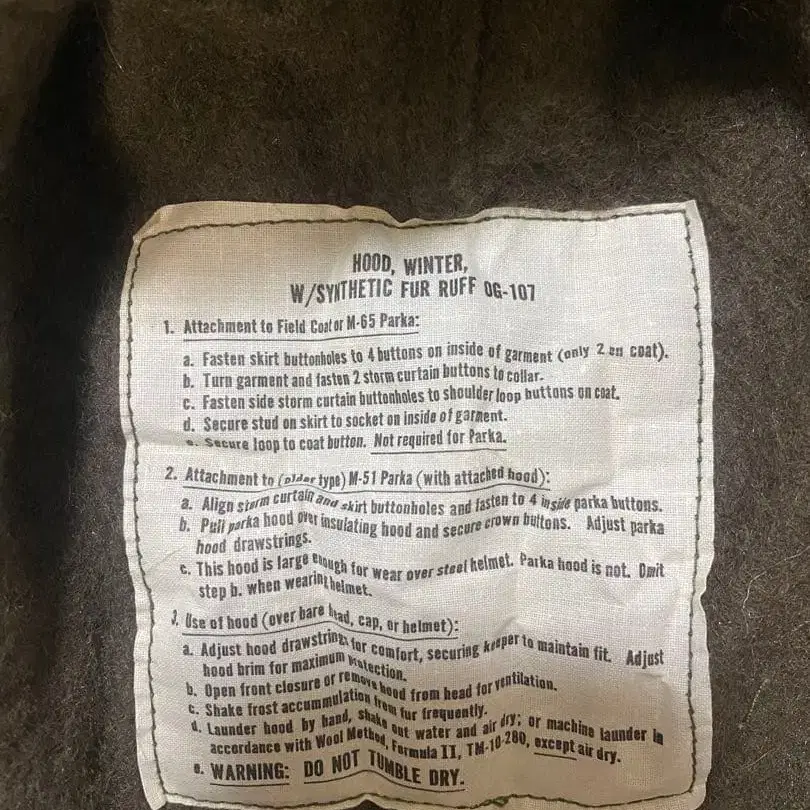 HOOD, WINTER,
W/SYNTHETIC FUR RUFF OG-107
1. Attachment to Field Coat or M-65 Parka:
a. Fasten skirt buttonholes to 4 buttons on inside of garment (only 2 on coat).
b. Turn garment and fasten 2 storm curtain buttons to collar.
c. Fasten side storm curtain buttonholes to shoulder loop buttons on coat.
d. Secure stud on skirt to socket on inside of garment.
e. Secure loop to coat button. Not required for Parka.
2. Attachment to (older type) M-51 Parka (with attached hood):
a. Align storm curtain and skirt buttonholes and fasten to 4 inside parka buttons.
b. Pull parka hood over insulating hood and secure crown buttons. Adjust parka
hood drawstrings.
c. This hood is large enough for wear over steel helmet. Parka hood is not. Omit
step b. when wearing helmet.
3. Use of hood (over bare head, cap, or helmet):
a. Adjust hood drawstrings for comfort, securing keeper to maintain fit. Adjust
hood brim for maximum protection.
b. Open front closure or remove hood from head for ventilation.
c. Shake frost accummulation from fur frequently.
d. Launder hood by hand, shake out water and air dry; or machine launder in
accordance with Wool Method, Formula II, TM-10-280, except air dry.
e. WARNING: DO NOT TUMBLE DRY.